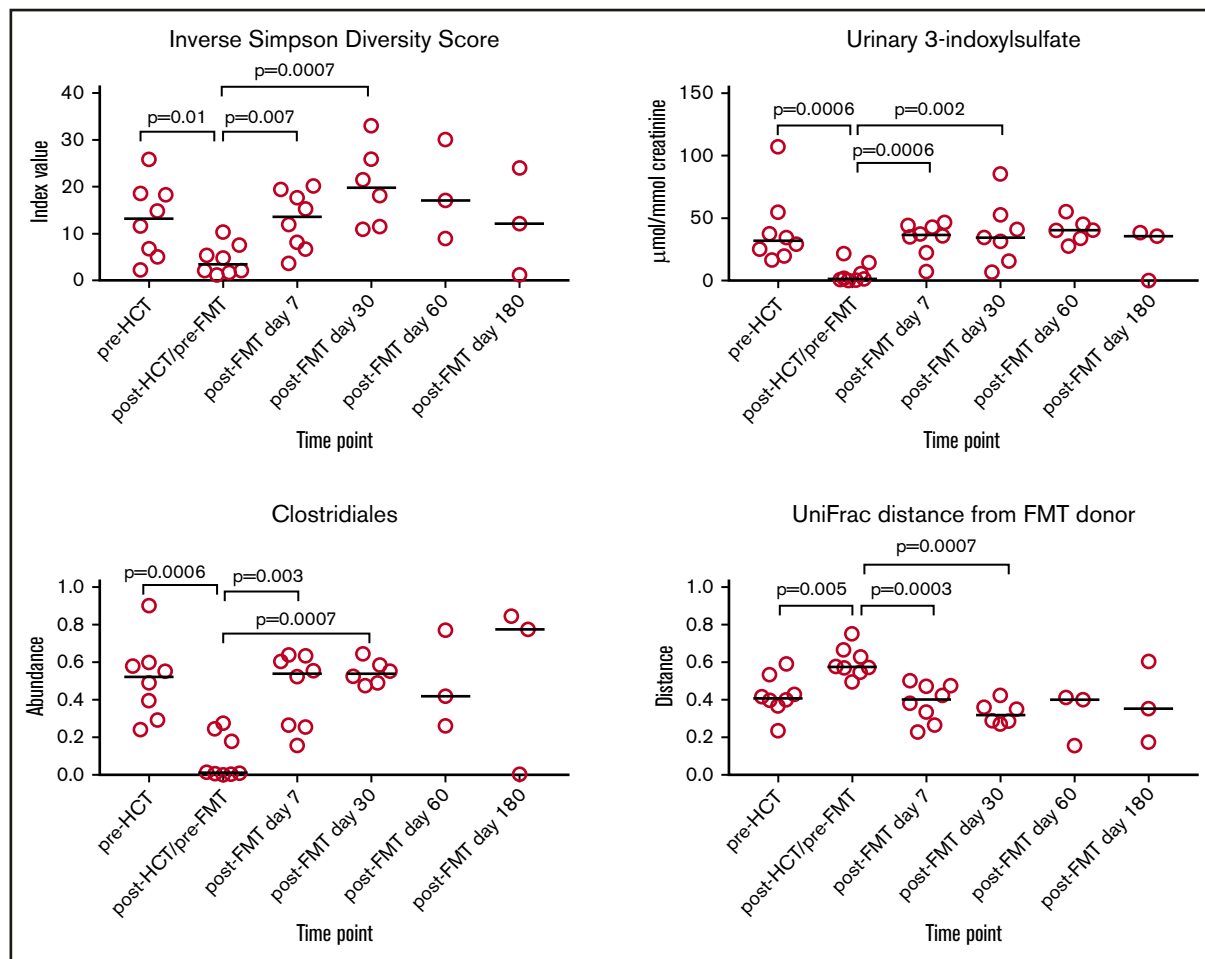 Inverse Simpson Diversity Score
p=0.0007
p=0.01
p=0.007
Index value
40
30
20
10
0
pre-HCT
post-HCT/pre-FMT
post-FMT day 7
post-FMT day 30
post-FMT day 60
post-FMT day 180
Time point
Urinary 3-indoxylsulfate
p=0.0006
p=0.002
p=0.0006
μmol/mmol creatinine
150
100
50
0
pre-HCT
post-HCT/pre-FMT
post-FMT day 7
post-FMT day 30
post-FMT day 60
post-FMT day 180
Time point
Clostridiales
p=0.0006
p=0.003
p=0.0007
Abundance
1.0
0.8
0.6
0.4
0.2
0.0
pre-HCT
post-HCT/pre-FMT
post-FMT day 7
post-FMT day 30
post-FMT day 60
post-FMT day 180
Time point
UniFrac distance from FMT donor
p=0.0007
p=0.005
p=0.0003
Distance
1.0
0.8
0.6
0.4
0.2
0.0
pre-HCT
post-HCT/pre-FMT
post-FMT day 7
post-FMT day 30
post-FMT day 60
post-FMT day 180
Time point